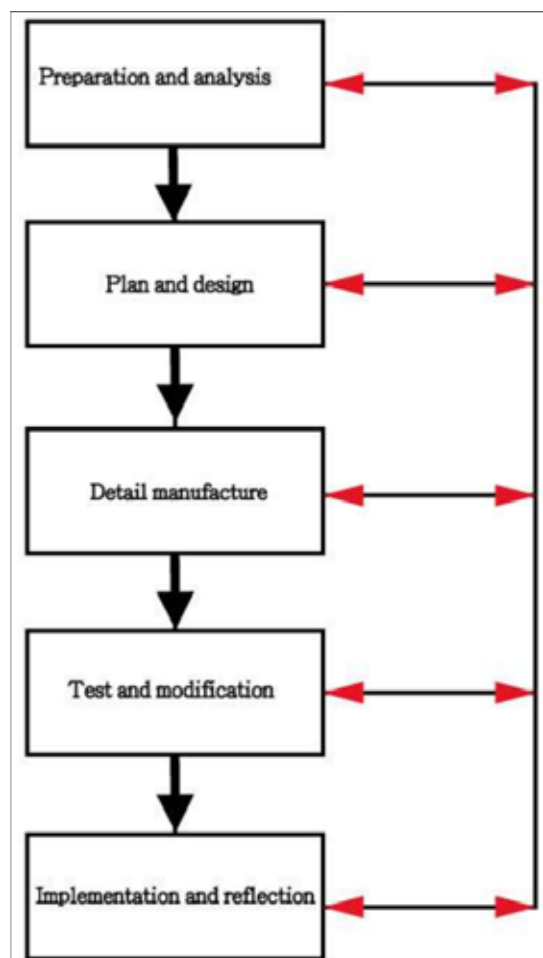 Preparation and analysis
Plan and design
Detail manufacture
Test and modification
Implementation and reflection